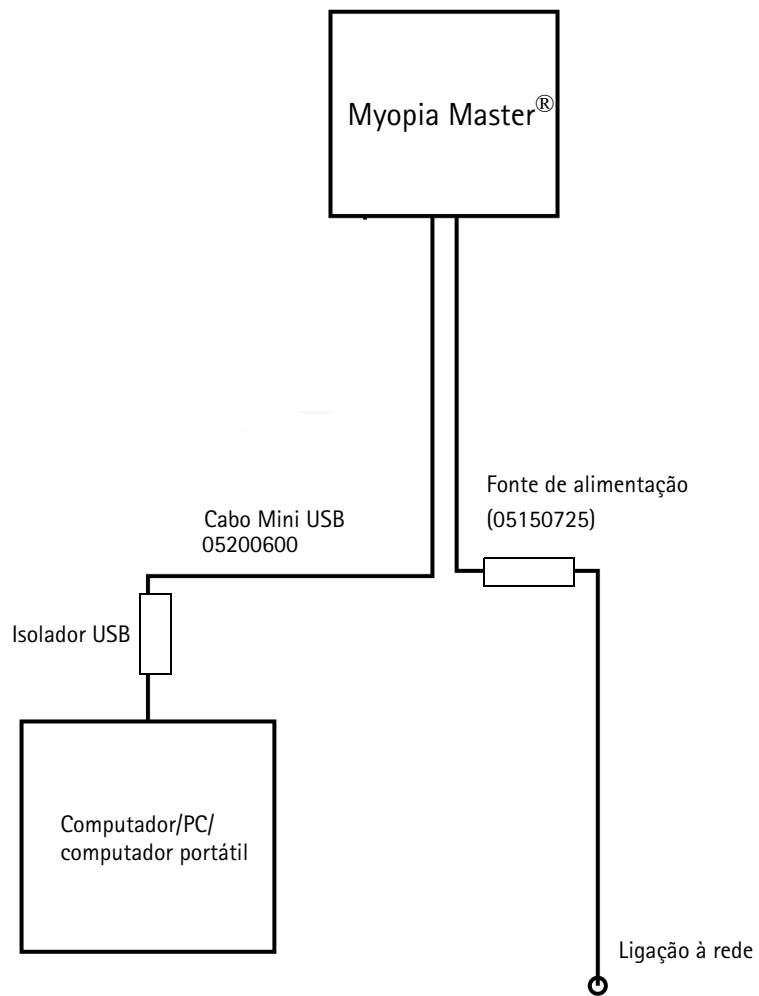 Myopia Master®
Fonte de alimentação
(05150725)
Cabo Mini USB
05200600
Isolador USB
Computador/PC/
computador portátil
Ligação à rede